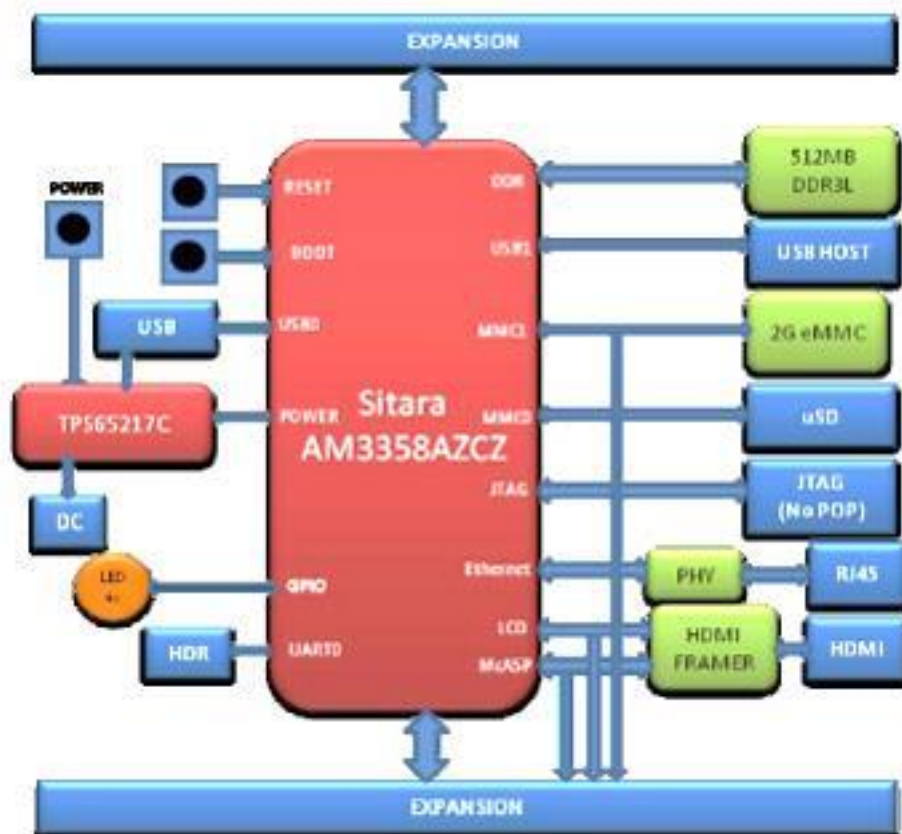 EXPANSION
POWER
RESET
BOOT
USB
USB0
TPS65217C
POWER
DC
LED
GPIO
HDR
UART0
Sitara
AM3358AZCZ
DDR
USB1
MMC1
MMC0
JTAG
Ethernet
LCD
McASP
512MB
DDR3L
USB HOST
2G eMMC
uSD
JTAG
(No POP)
PHY
RJ45
HDMI
FRAMER
HDMI
EXPANSION